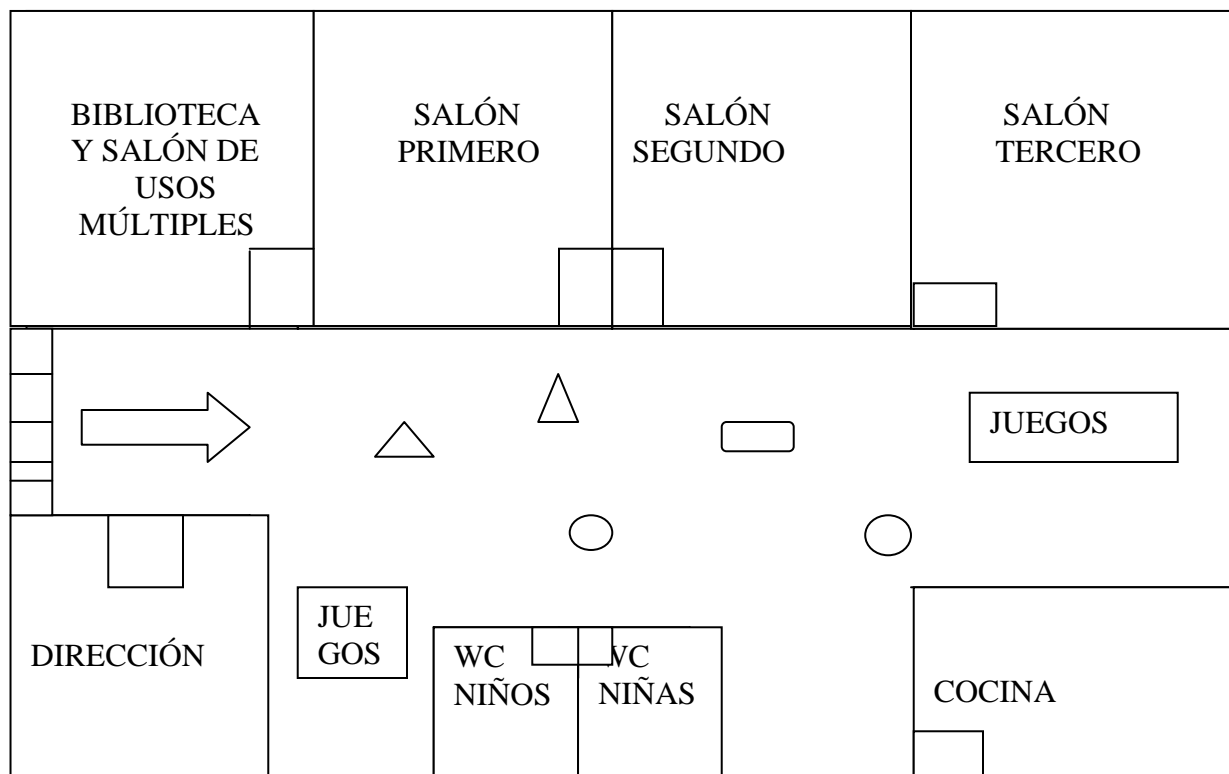 BIBLIOTECA
Y SALÓN DE
USOS
MÚLTIPLES
SALÓN
PRIMERO
SALÓN
SEGUNDO
SALÓN
TERCERO
JUEGOS
DIRECCIÓN
JUE
GOS
WC
NIÑOS
WC
NIÑAS
COCINA